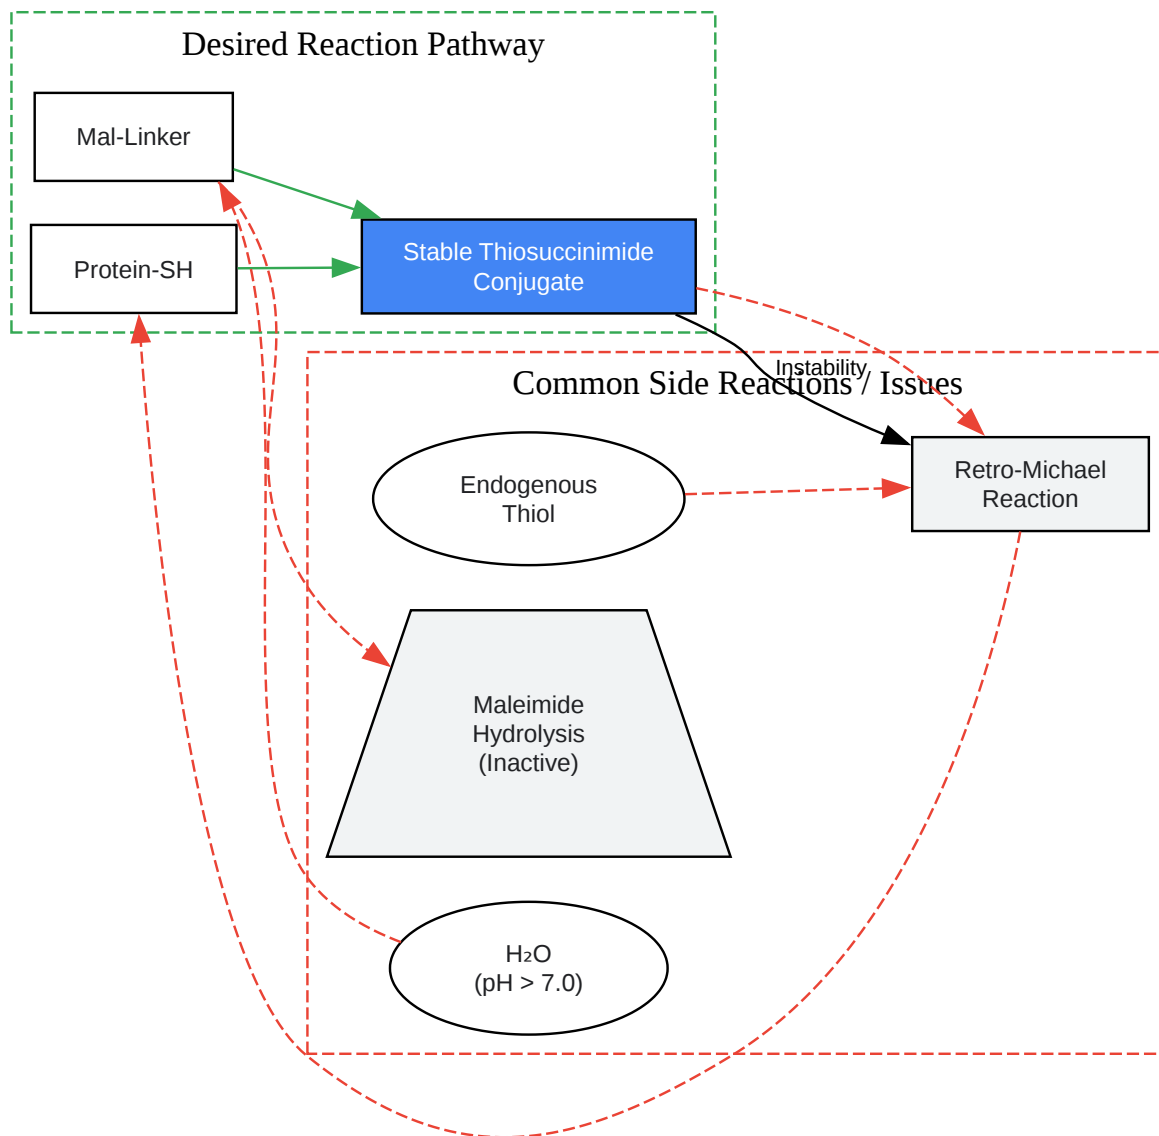 Desired Reaction Pathway
Mal-Linker
Protein-SH
Stable Thiosuccinimide
Conjugate
Instability
Common Side Reactions / Issues
Endogenous
Thiol
Retro-Michael
Reaction
Maleimide
Hydrolysis
(Inactive)
H₂O
(pH > 7.0)